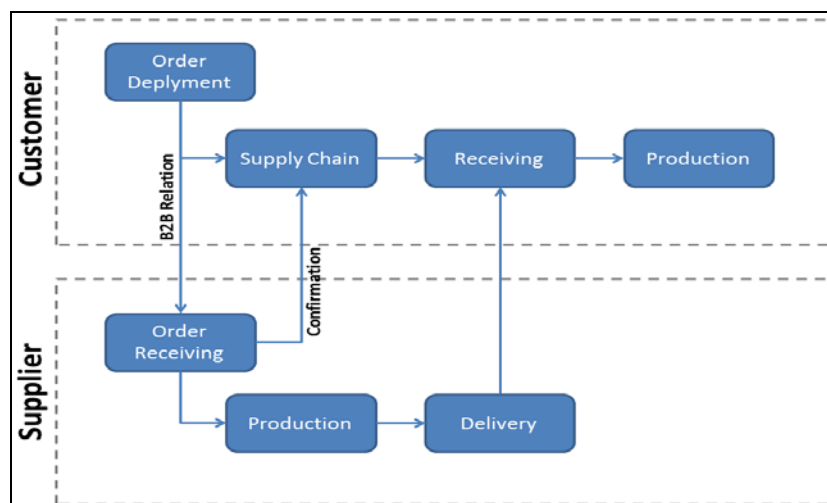 Customer
Order
Deplyment
Supply Chain
Receiving
Production
B2B Relation
Confirmation
Supplier
Order
Receiving
Production
Delivery